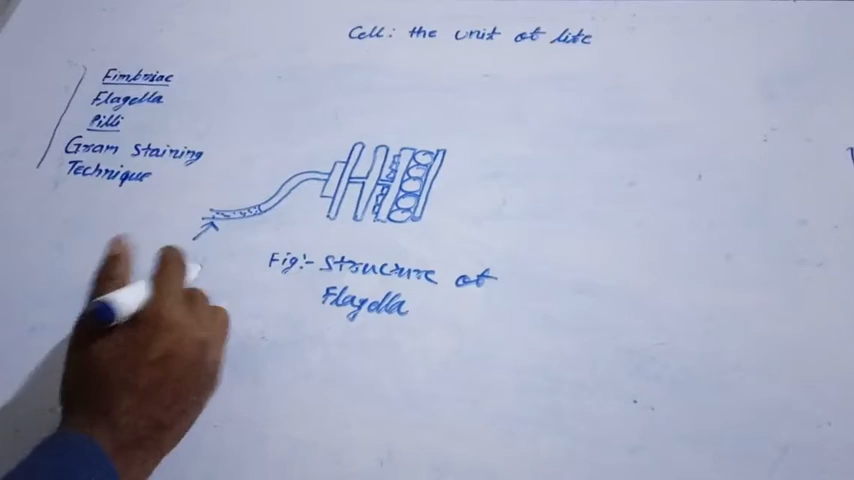 Cell: the unit of life
Fimbriae
Flagella
Pilli
Gram Staining
Technique
Fig:- Structure of
Flagella